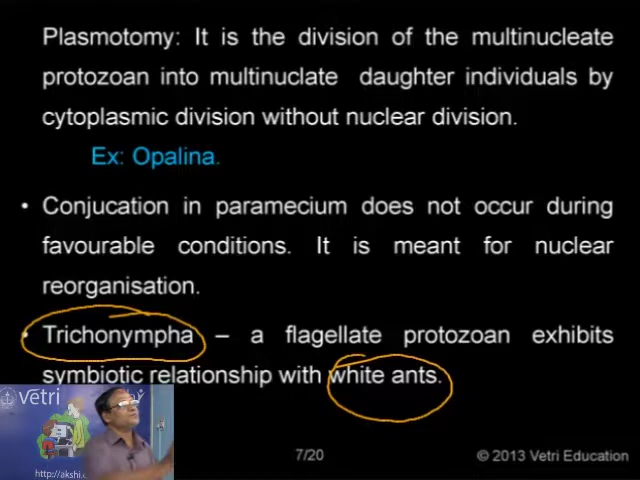 Plasmotomy: It is the division of the multinucleate
protozoan into multinuclate daughter individuals by
cytoplasmic division without nuclear division.
Ex: Opalina.
• Conjucation in paramecium does not occur during
favourable conditions. It is meant for nuclear
reorganisation.
• Trichonympha – a flagellate protozoan exhibits
symbiotic relationship with white ants.
vetri
http://akshi.
7/20
© 2013 Vetri Education